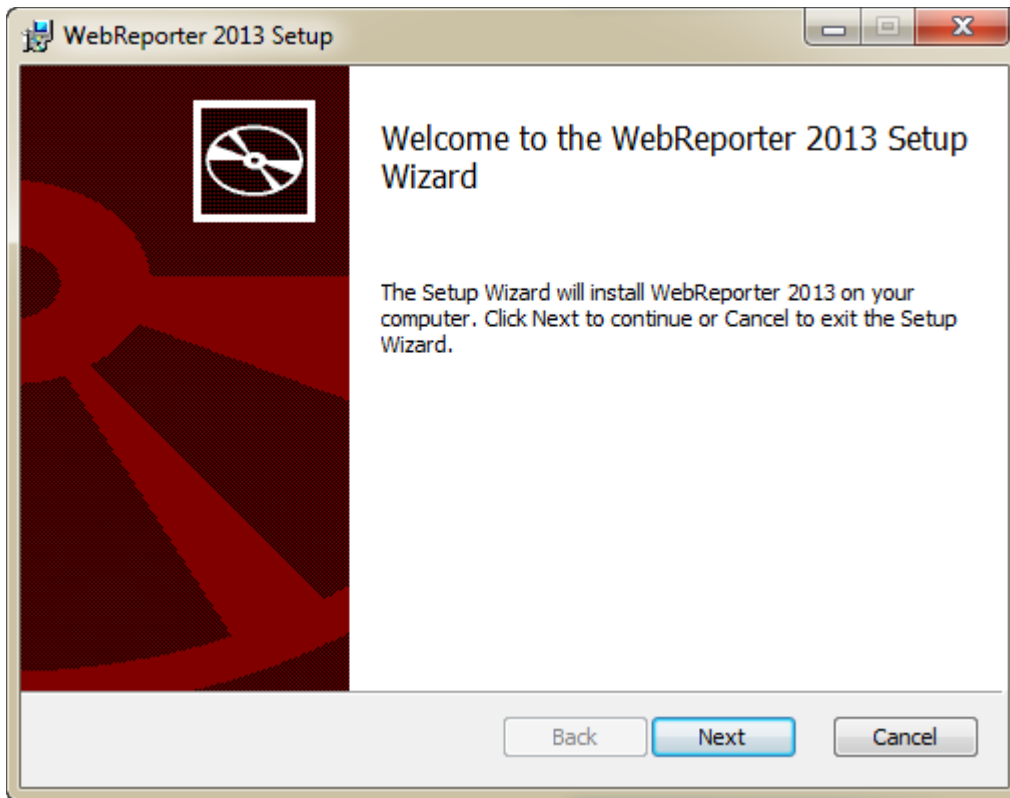 WebReporter 2013 Setup
Welcome to the WebReporter 2013 Setup
Wizard
The Setup Wizard will install WebReporter 2013 on your
computer. Click Next to continue or Cancel to exit the Setup
Wizard.
Back Next Cancel